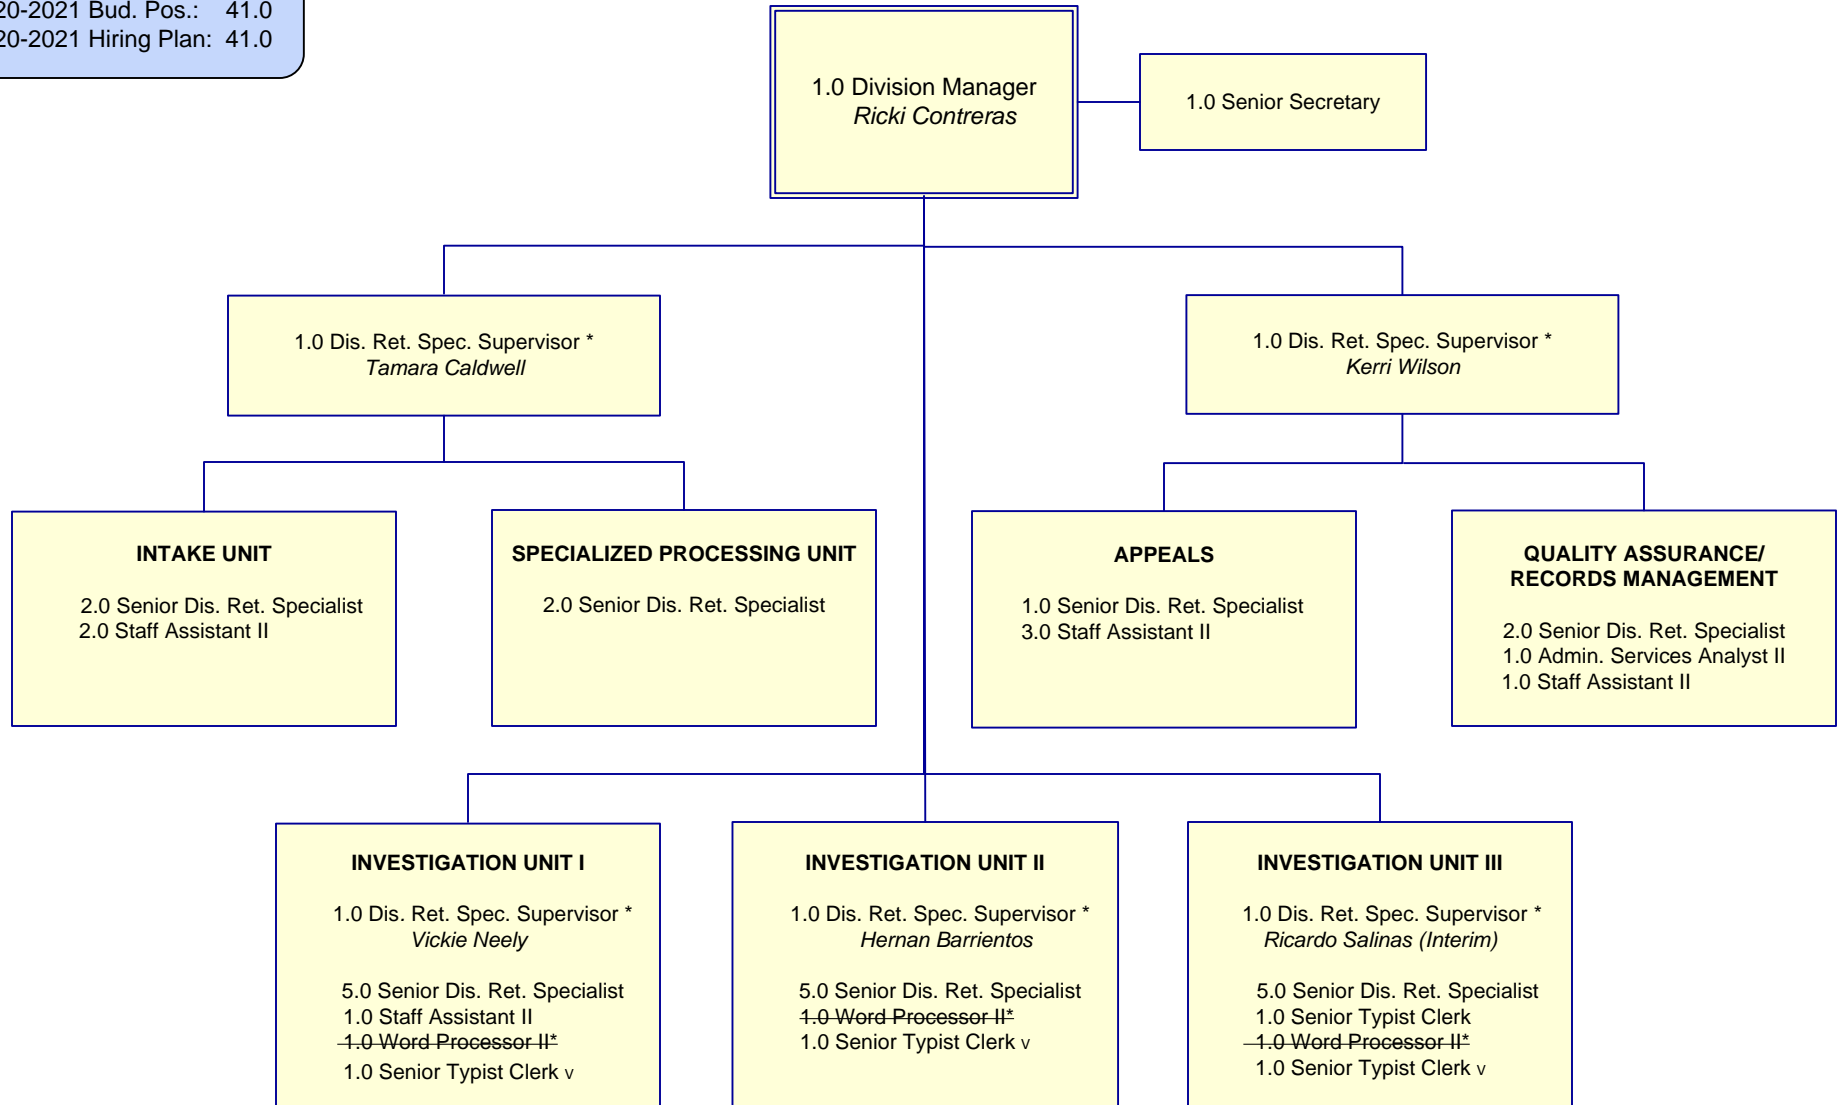 20-2021 Bud. Pos.: 41.0
20-2021 Hiring Plan: 41.0
1.0 Division Manager
Ricki Contreras
1.0 Senior Secretary
1.0 Dis. Ret. Spec. Supervisor *
Tamara Caldwell
1.0 Dis. Ret. Spec. Supervisor *
Kerri Wilson
INTAKE UNIT
2.0 Senior Dis. Ret. Specialist
2.0 Staff Assistant II
SPECIALIZED PROCESSING UNIT
2.0 Senior Dis. Ret. Specialist
APPEALS
1.0 Senior Dis. Ret. Specialist
3.0 Staff Assistant II
QUALITY ASSURANCE/
RECORDS MANAGEMENT
2.0 Senior Dis. Ret. Specialist
1.0 Admin. Services Analyst II
1.0 Staff Assistant II
INVESTIGATION UNIT I
1.0 Dis. Ret. Spec. Supervisor *
Vickie Neely
5.0 Senior Dis. Ret. Specialist
1.0 Staff Assistant II
1.0 Word Processor II*
1.0 Senior Typist Clerk v
INVESTIGATION UNIT II
1.0 Dis. Ret. Spec. Supervisor *
Hernan Barrientos
5.0 Senior Dis. Ret. Specialist
1.0 Word Processor II*
1.0 Senior Typist Clerk v
INVESTIGATION UNIT III
1.0 Dis. Ret. Spec. Supervisor *
Ricardo Salinas (Interim)
5.0 Senior Dis. Ret. Specialist
1.0 Senior Typist Clerk
1.0 Word Processor II*
1.0 Senior Typist Clerk v